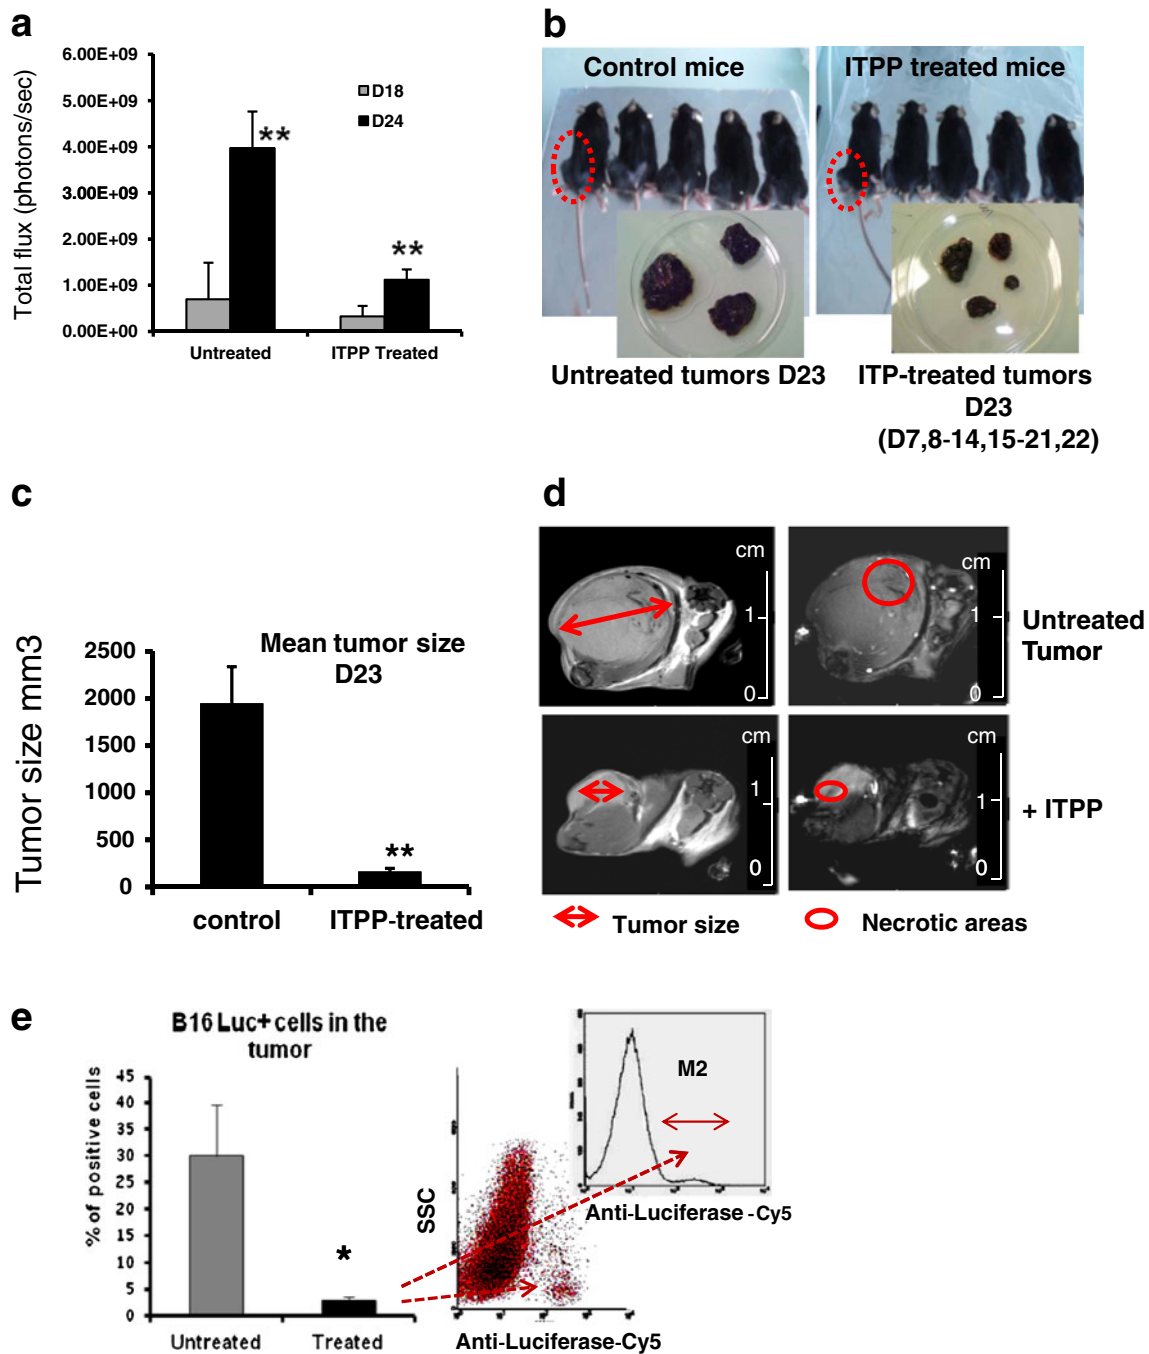 a
6.00E+09
5.00E+09
4.00E+09
3.00E+09
2.00E+09
1.00E+09
0.00E+00
Total flux (photons/sec)
D18
D24
**
**
Untreated
ITPP Treated
b
Control mice
ITPP treated mice
Untreated tumors D23
ITP-treated tumors
D23
(D7,8-14,15-21,22)
c
Tumor size mm3
2500
2000
1500
1000
500
0
Mean tumor size
D23
**
control
ITPP-treated
d
cm
1
0
cm
1
0
Untreated
Tumor
cm
1
0
cm
1
0
+ ITPP
Tumor size
Necrotic areas
e
B16 Luc+ cells in the
tumor
% of positive cells
45
40
35
30
25
20
15
10
5
0
*
Untreated
Treated
SSC
Anti-Luciferase-Cy5
M2
Anti-Luciferase -Cy5